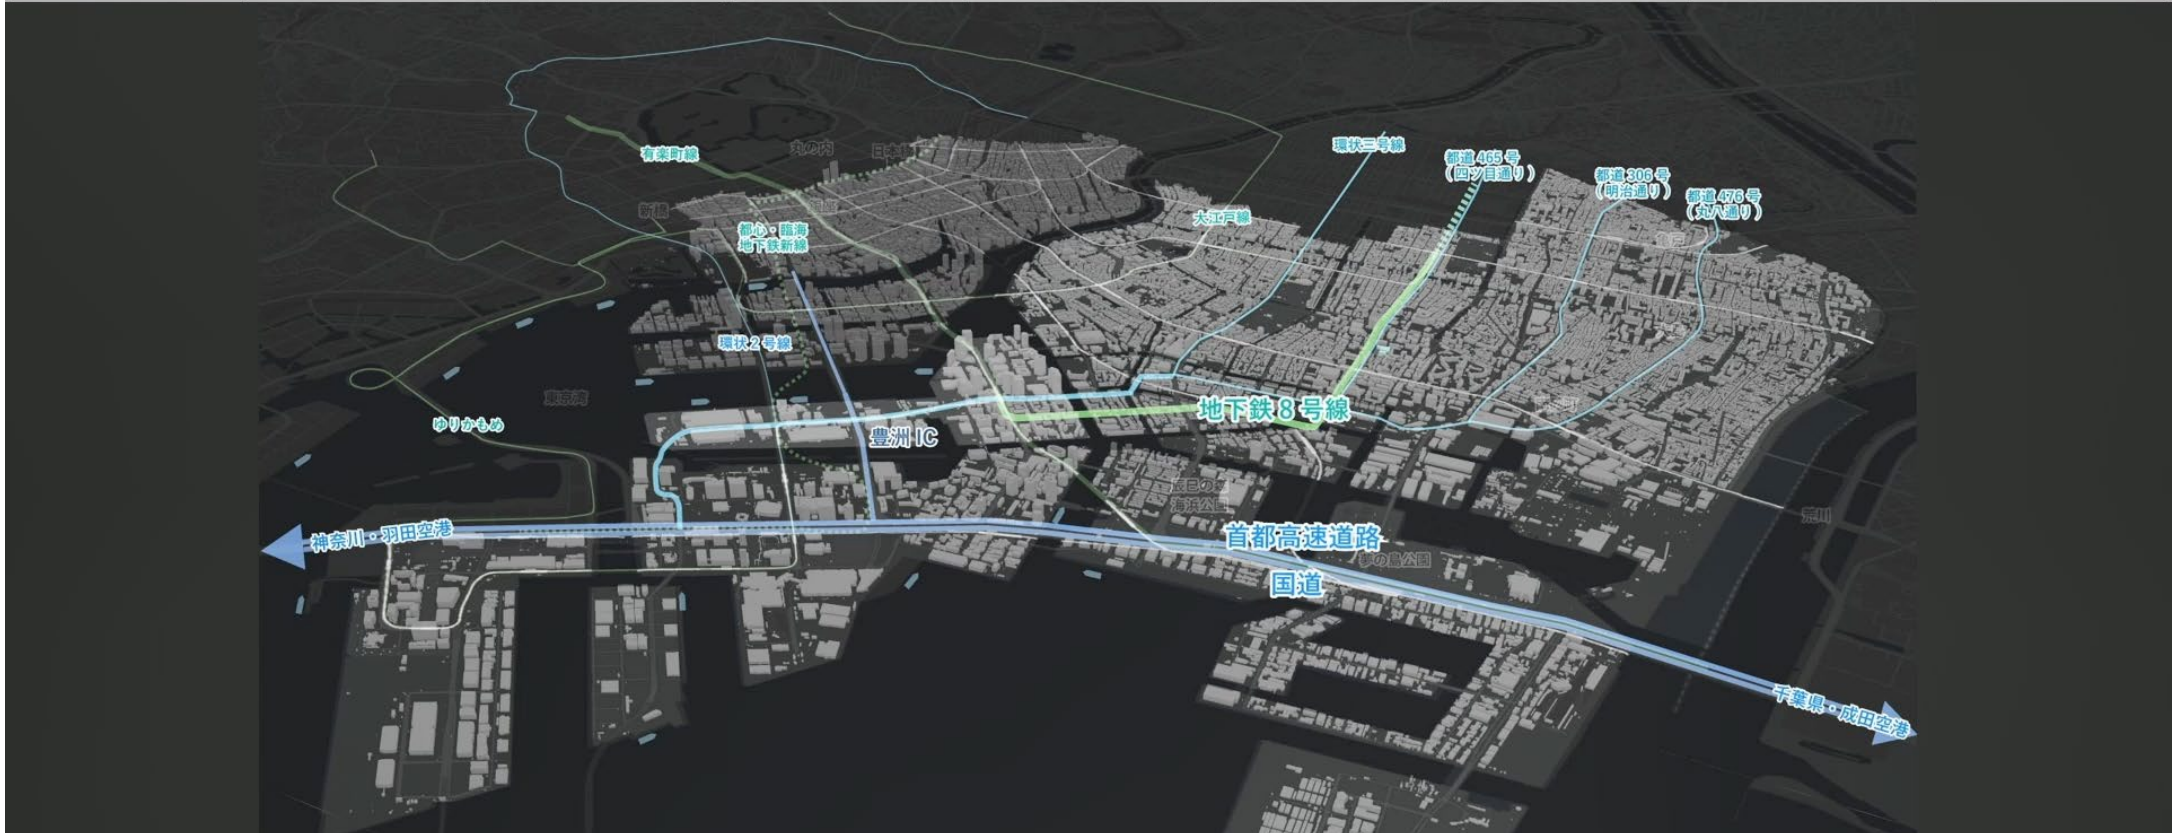 有楽町線
丸の内
日本橋
新橋
環状三号線
都道 465 号
(四ツ目通り)
都道 306 号
(明治通り)
都道 476 号
(丸八通り)
大江戸線
都心・臨海
地下鉄新線
環状 2 号線
東京湾
ゆりかもめ
豊洲 IC
地下鉄 8 号線
辰巳の森
海浜公園
荒川
神奈川・羽田空港
首都高速道路
夢の島公園
国道
千葉県・成田空港